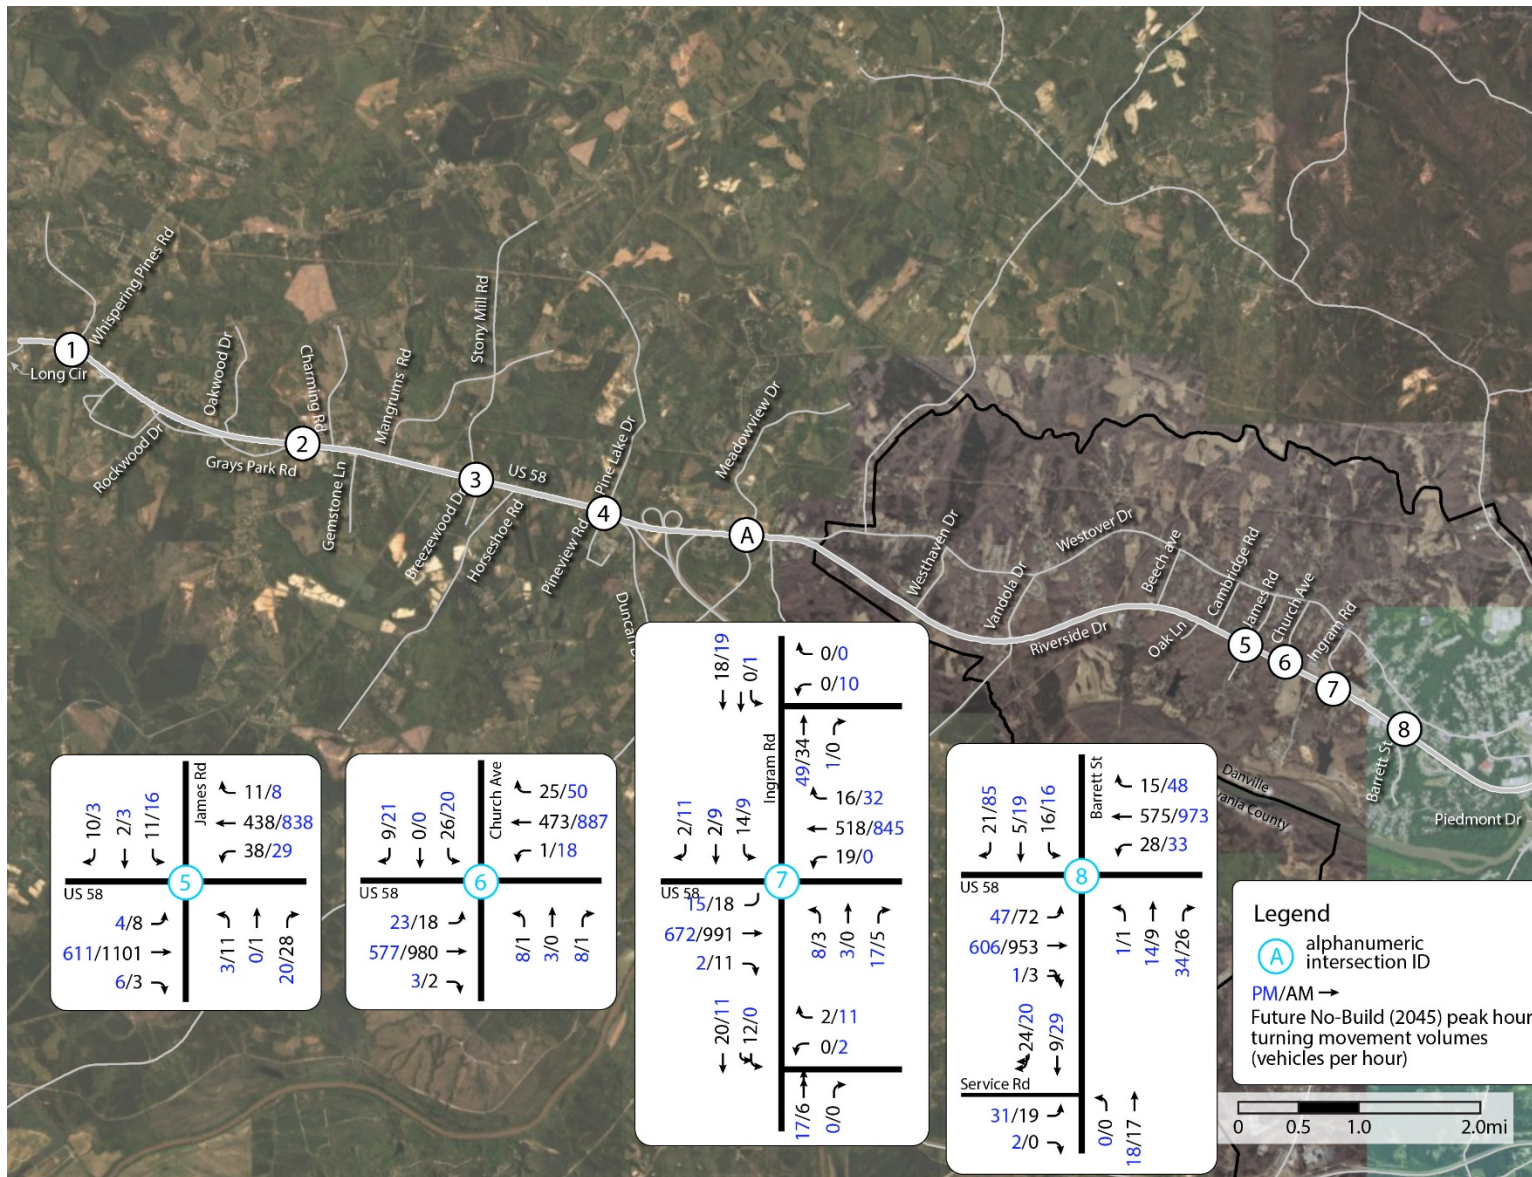 1
Whispering Pines Rd
Long Cir
Rockwood Dr
Oakwood Dr
Grays Park Rd
2
Charming Rd
Gemstone Ln
Mangrums Rd
Stony Mill Rd
3
US 58
Breezewood Dr
Horseshoe Rd
4
Pine Lake Dr
Pineview Rd
Meadowview Dr
A
Westhaven Dr
Vandola Dr
Westover Dr
Riverside Dr
Beech ave
Oak Ln
Cambridge Rd
James Rd
Church Ave
Ingram Rd
5
6
7
8
Barrett St
Piedmont Dr
Danville
vania County
James Rd
10/3
2/3
11/16
11/8
438/838
38/29
US 58
5
4/8
611/1101
6/3
3/11
0/1
20/28
Church Ave
9/21
0/0
26/20
25/50
473/887
1/18
US 58
6
23/18
577/980
3/2
8/1
3/0
8/1
18/19
0/1
0/0
0/10
Ingram Rd
49/34
1/0
2/11
2/9
14/9
16/32
518/845
19/0
US 58
7
15/18
672/991
2/11
8/3
3/0
17/5
20/11
12/0
2/11
0/2
17/6
0/0
Barrett St
21/85
5/19
16/16
15/48
575/973
28/33
US 58
8
47/72
606/953
1/3
1/1
14/9
34/26
24/20
9/29
Service Rd
31/19
2/0
0/0
18/17
Legend
A
alphanumeric
intersection ID
PM/AM
Future No-Build (2045) peak hour
turning movement volumes
(vehicles per hour)
0 0.5 1.0 2.0mi